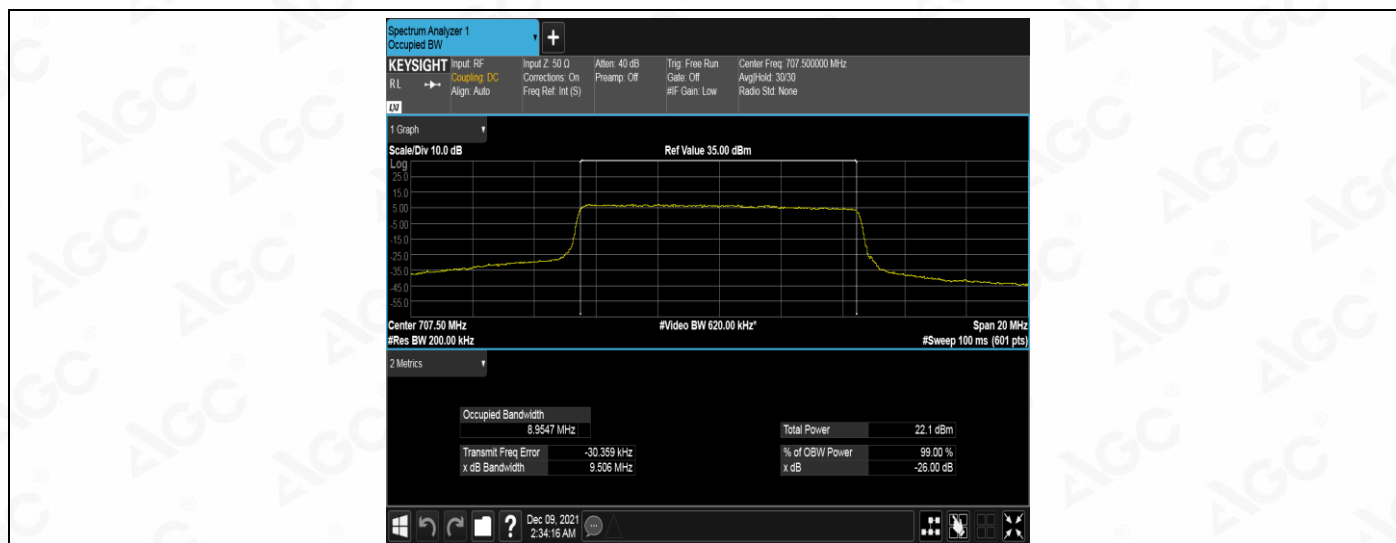 Spectrum Analyzer 1
Occupied BW
+
KEYSIGHT Input: RF Input Z: 50 Ω Atten: 40 dB Trig: Free Run Center Freq: 707.500000 MHz
RL Coupling: DC Corrections: On Preamp: Off Gate: Off Avg|Hold: 30/30
Align: Auto Freq Ref: Int (S) #IF Gain: Low Radio Std: None
LXI
1 Graph
Scale/Div 10.0 dB Ref Value 35.00 dBm
Log
25.0
15.0
5.00
-5.00
-15.0
-25.0
-35.0
-45.0
-55.0
Center 707.50 MHz #Video BW 620.00 kHz* Span 20 MHz
#Res BW 200.00 kHz #Sweep 100 ms (601 pts)
2 Metrics
Occupied Bandwidth
8.9547 MHz Total Power 22.1 dBm
Transmit Freq Error -30.359 kHz % of OBW Power 99.00 %
x dB Bandwidth 9.506 MHz x dB -26.00 dB
? Dec 09, 2021
2:34:16 AM
AGC